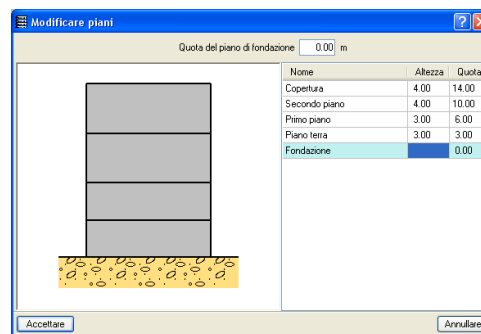 Modificare piani
Quota del piano di fondazione 0.00 m
Nome Altezza Quota
Copertura 4.00 14.00
Secondo piano 4.00 10.00
Primo piano 3.00 6.00
Piano terra 3.00 3.00
Fondazione 0.00
Accettare Annullare